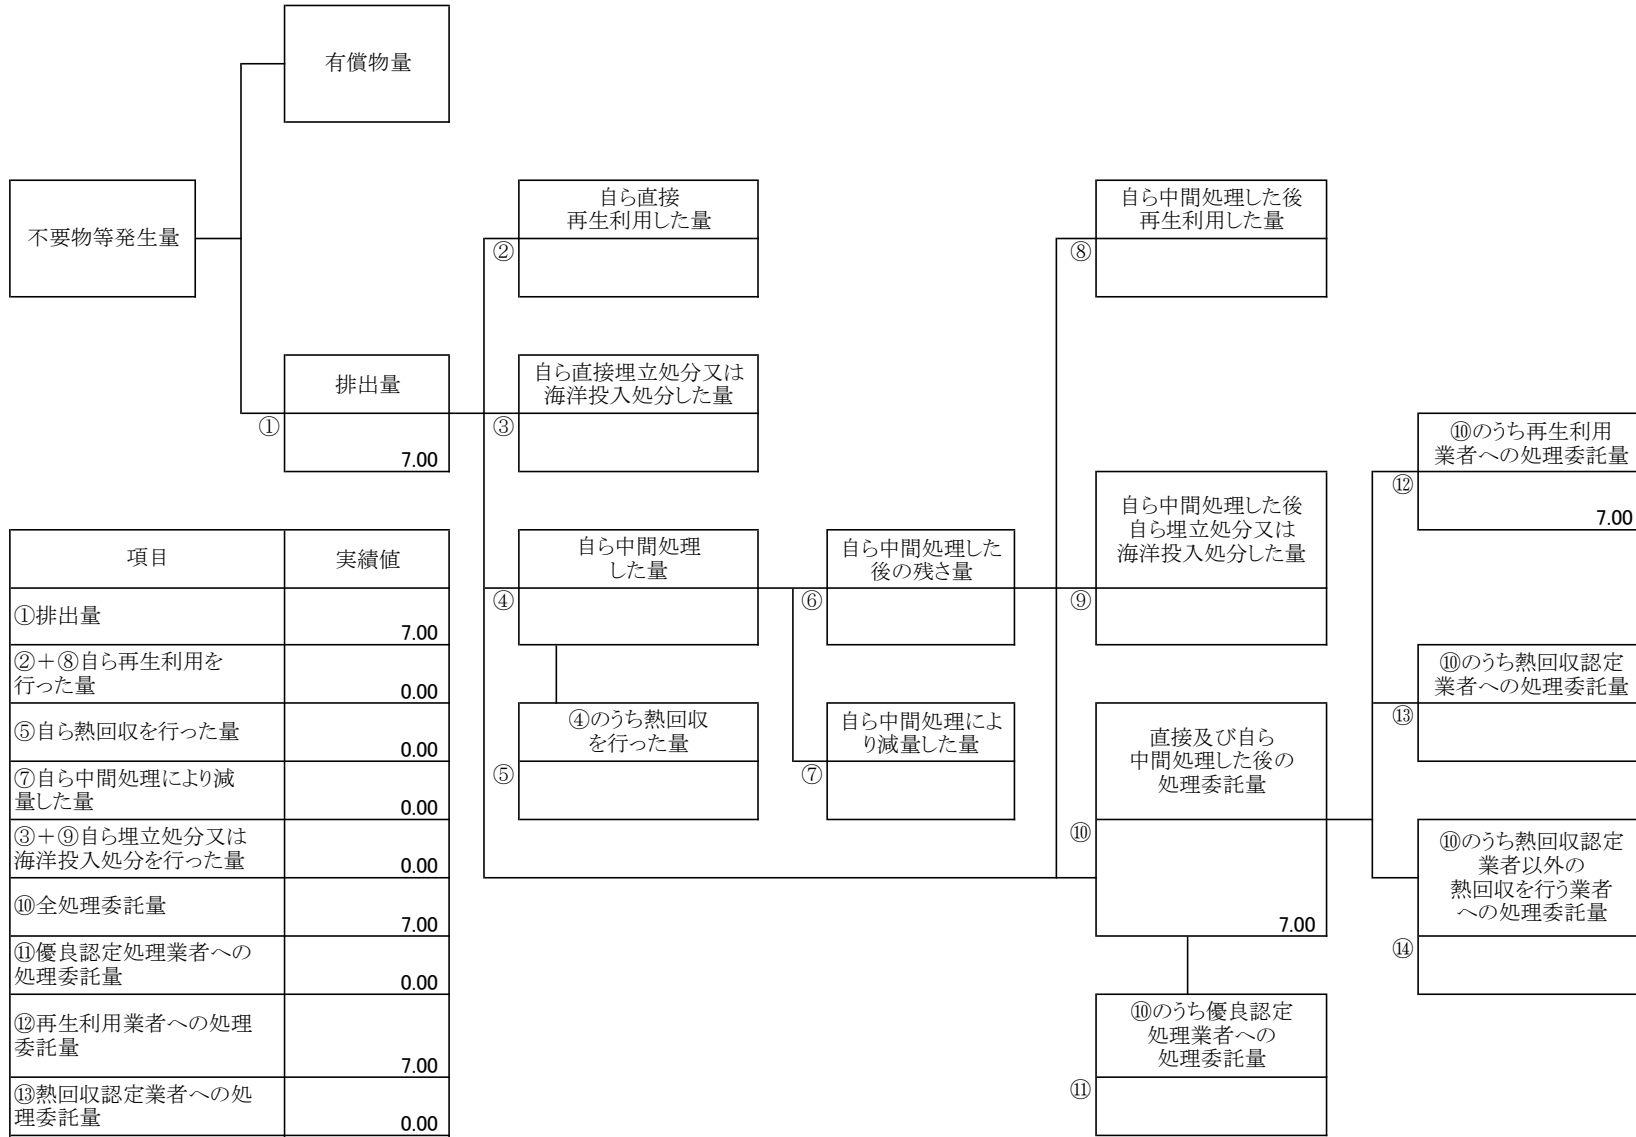 有償物量
不要物等発生量
自ら直接
再生利用した量
②
自ら中間処理した後
再生利用した量
⑧
排出量
①
7.00
自ら直接埋立処分又は
海洋投入処分した量
③
⑩のうち再生利用
業者への処理委託量
⑫
7.00
自ら中間処理した後
自ら埋立処分又は
海洋投入処分した量
⑨
自ら中間処理
した量
④
自ら中間処理した
後の残さ量
⑥
④のうち熱回収
を行った量
⑤
自ら中間処理によ
り減量した量
⑦
直接及び自ら
中間処理した後の
処理委託量
⑩
7.00
⑩のうち熱回収認定
業者への処理委託量
⑬
⑩のうち熱回収認定
業者以外の
熱回収を行う業者
への処理委託量
⑭
⑩のうち優良認定
処理業者への
処理委託量
⑪
項目 実績値
①排出量
7.00
②＋⑧自ら再生利用を
行った量
0.00
⑤自ら熱回収を行った量
0.00
⑦自ら中間処理により減
量した量
0.00
③＋⑨自ら埋立処分又は
海洋投入処分を行った量
0.00
⑩全処理委託量
7.00
⑪優良認定処理業者への
処理委託量
0.00
⑫再生利用業者への処理
委託量
7.00
⑬熱回収認定業者への処
理委託量
0.00